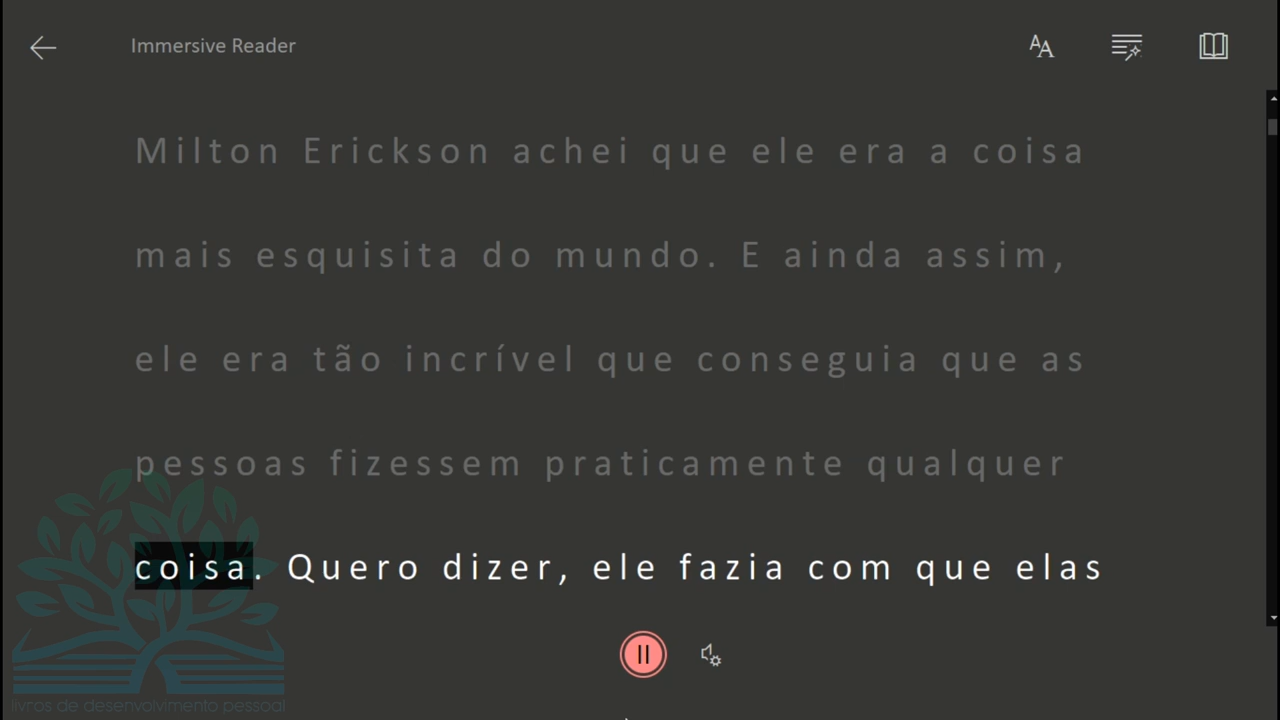 Immersive Reader
Milton Erickson achei que ele era a coisa
mais esquisita do mundo. E ainda assim,
ele era tão incrível que conseguia que as
pessoas fizessem praticamente qualquer
coisa. Quero dizer, ele fazia com que elas
livros de desenvolvimento pessoal